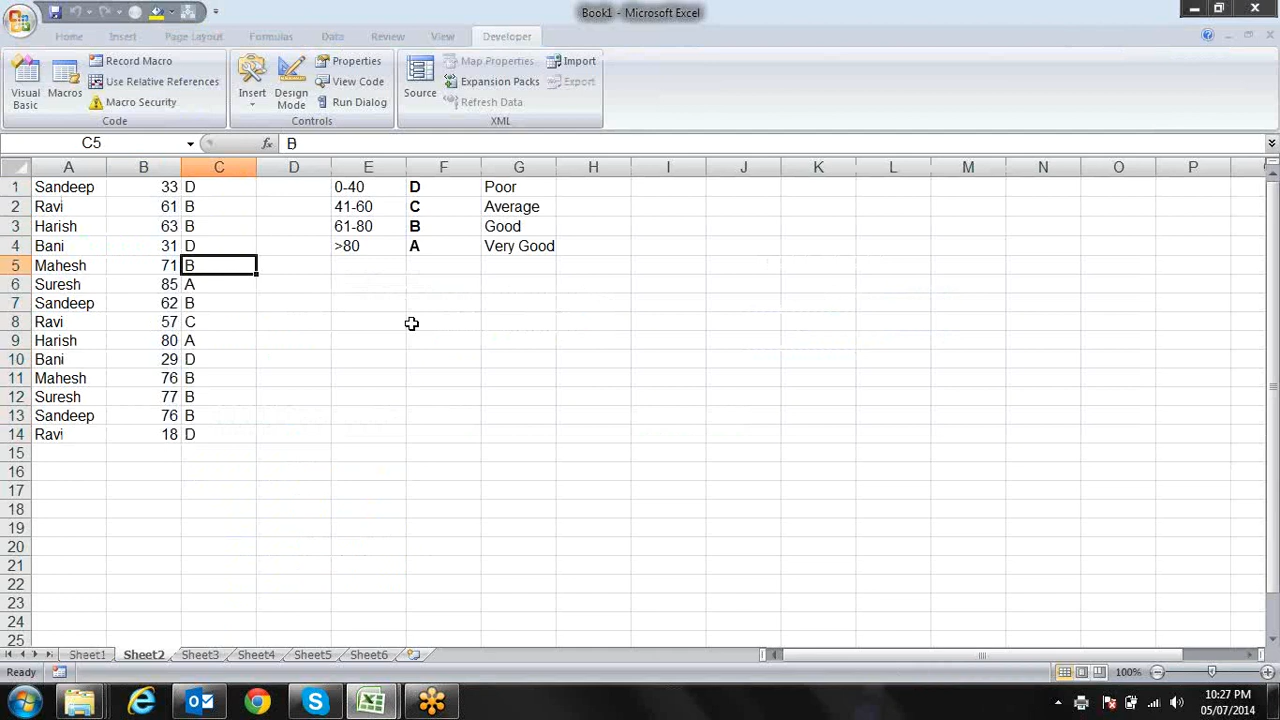 Book1 - Microsoft Excel
Home Insert Page Layout Formulas Data Review View Developer
Visual Basic
Macros
Record Macro
Use Relative References
Macro Security
Code
Insert
Design Mode
Properties
View Code
Run Dialog
Controls
Source
Map Properties
Expansion Packs
Refresh Data
Import
Export
XML
C5 fx B
A B C D E F G H I J K L M N O P
1 Sandeep 33 D 0-40 D Poor
2 Ravi 61 B 41-60 C Average
3 Harish 63 B 61-80 B Good
4 Bani 31 D >80 A Very Good
5 Mahesh 71 B
6 Suresh 85 A
7 Sandeep 62 B
8 Ravi 57 C
9 Harish 80 A
10 Bani 29 D
11 Mahesh 76 B
12 Suresh 77 B
13 Sandeep 76 B
14 Ravi 18 D
15
16
17
18
19
20
21
22
23
24
25
Sheet1 Sheet2 Sheet3 Sheet4 Sheet5 Sheet6
Ready 100%
10:27 PM
05/07/2014